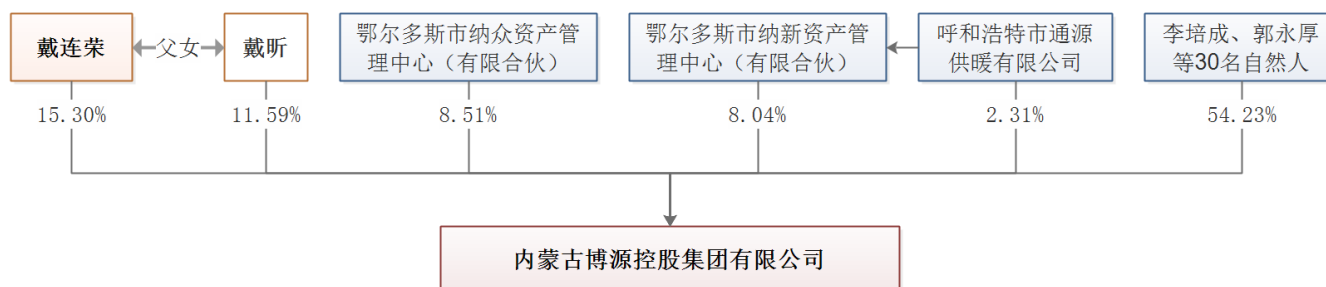 戴连荣
父女
戴昕
鄂尔多斯市纳众资产管
理中心（有限合伙）
鄂尔多斯市纳新资产管
理中心（有限合伙）
呼和浩特市通源
供暖有限公司
李培成、郭永厚
等30名自然人
15.30%
11.59%
8.51%
8.04%
2.31%
54.23%
内蒙古博源控股集团有限公司